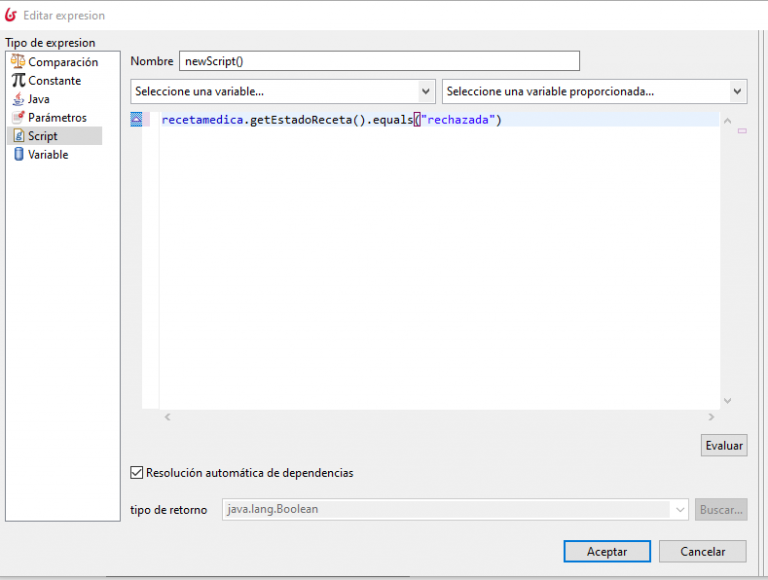 Editar expresion
Tipo de expresion
Comparación
Constante
Java
Parámetros
Script
Variable
Nombre newScript()
Seleccione una variable... Seleccione una variable proporcionada...
recetamedica.getEstadoReceta().equals("rechazada")
Evaluar
Resolución automática de dependencias
tipo de retorno java.lang.Boolean Buscar...
Aceptar Cancelar